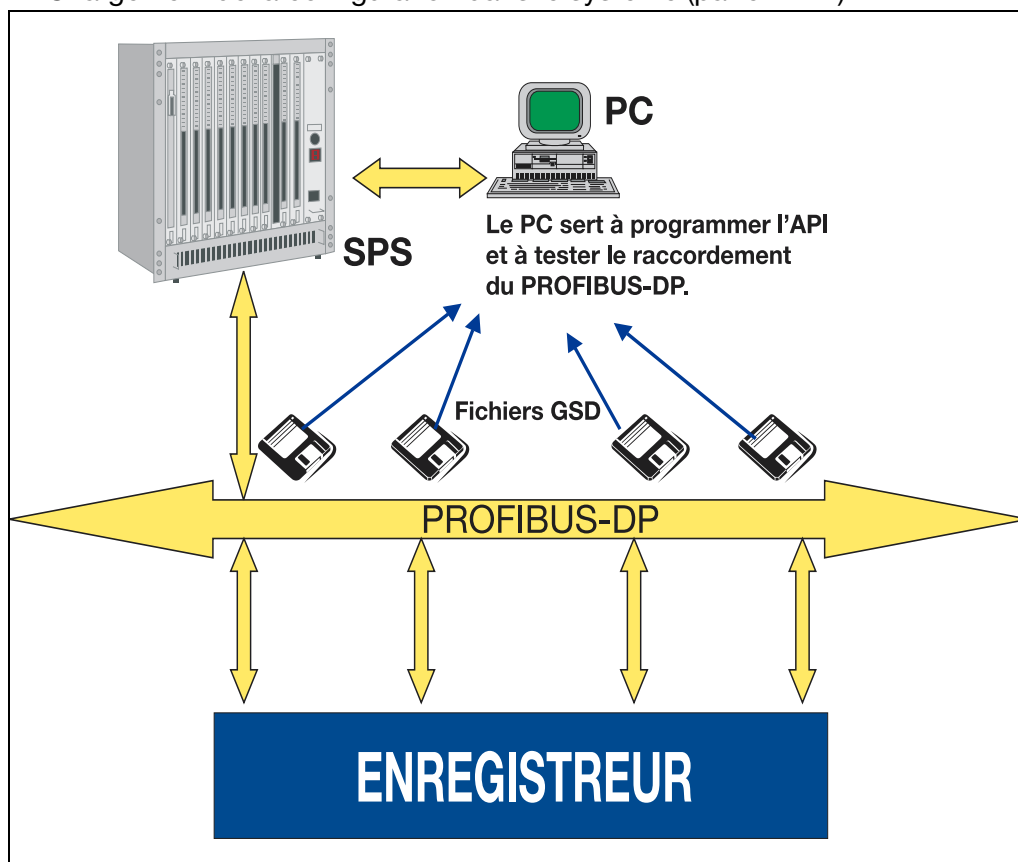 PC
SPS
Le PC sert à programmer l'API
et à tester le raccordement
du PROFIBUS-DP.
Fichiers GSD
PROFIBUS-DP
ENREGISTREUR